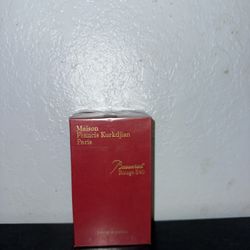 Maison
Francis Kurkdjian
Paris
Baccarat
Rouge 540